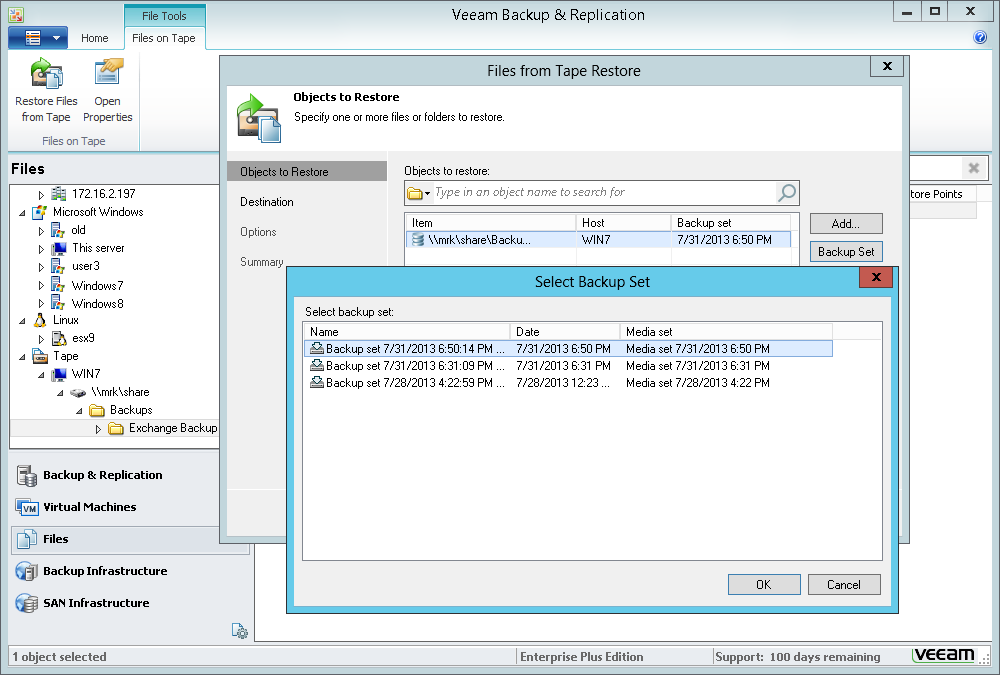 File Tools
Veeam Backup & Replication
Home
Files on Tape
Restore Files
from Tape
Open
Properties
Files on Tape
Files
172.16.2.197
Microsoft Windows
old
This server
user3
Windows7
Windows8
Linux
esx9
Tape
WIN7
\\mrk\share
Backups
Exchange Backup
Backup & Replication
Virtual Machines
Files
Backup Infrastructure
SAN Infrastructure
Files from Tape Restore
Objects to Restore
Specify one or more files or folders to restore.
Objects to Restore
Destination
Options
Summary
Objects to restore:
Type in an object name to search for
Item Host Backup set
\\mrk\share\Backu... WIN7 7/31/2013 6:50 PM
Add...
Backup Set
tore Points
Select Backup Set
Select backup set:
Name Date Media set
Backup set 7/31/2013 6:50:14 PM ... 7/31/2013 6:50 PM Media set 7/31/2013 6:50 PM
Backup set 7/31/2013 6:31:09 PM ... 7/31/2013 6:31 PM Media set 7/31/2013 6:31 PM
Backup set 7/28/2013 4:22:59 PM ... 7/28/2013 12:23 ... Media set 7/28/2013 4:22 PM
OK
Cancel
1 object selected
Enterprise Plus Edition
Support: 100 days remaining
veeam